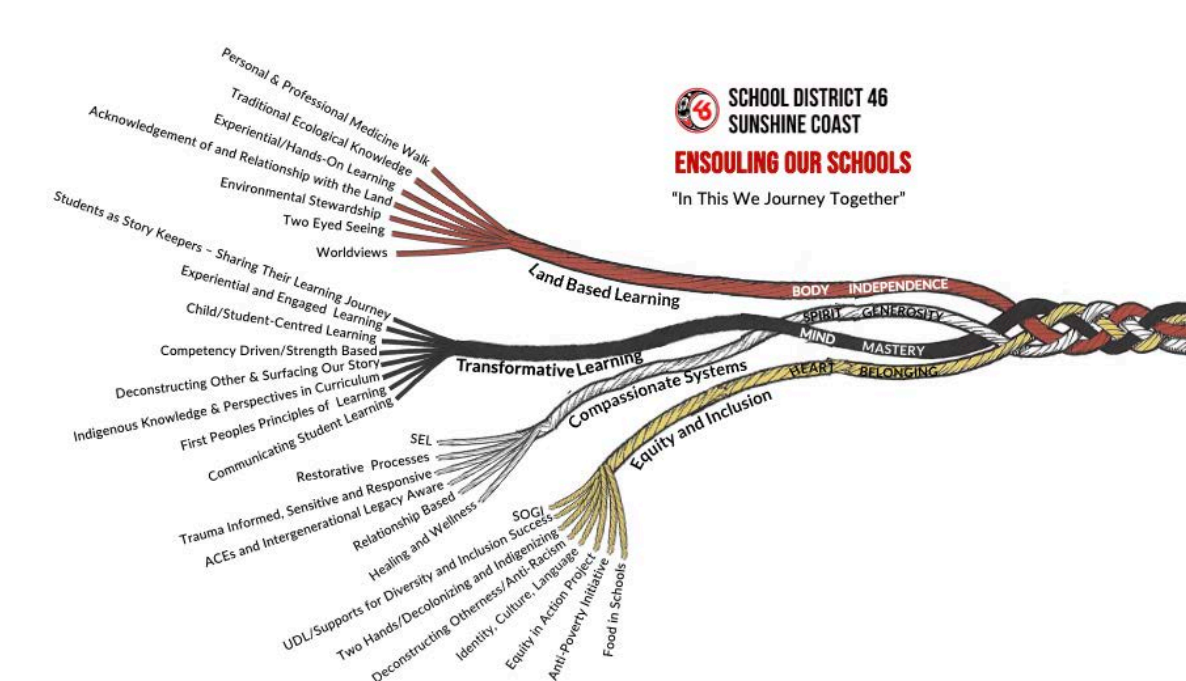 46
SCHOOL DISTRICT 46
SUNSHINE COAST
ENSOULING OUR SCHOOLS
"In This We Journey Together"
Personal & Professional Medicine Walk
Traditional Ecological Knowledge
Experiential/Hands-On Learning
Acknowledgement of and Relationship with the Land
Environmental Stewardship
Two Eyed Seeing
Worldviews
Land Based Learning
BODY
INDEPENDENCE
Students as Story Keepers – Sharing Their Learning Journey
Experiential and Engaged Learning
Child/Student-Centred Learning
Competency Driven/Strength Based
Deconstructing Other & Surfacing Our Story
Indigenous Knowledge & Perspectives in Curriculum
First Peoples Principles of Learning
Communicating Student Learning
Transformative Learning
MIND
MASTERY
SEL
Restorative Processes
Trauma Informed, Sensitive and Responsive
ACEs and Intergenerational Legacy Aware
Relationship Based
Healing and Wellness
Compassionate Systems
SPIRIT
GENEROSITY
SOGI
UDL/Supports for Diversity and Inclusion Success
Two Hands/Decolonizing and Indigenizing
Deconstructing Otherness/Anti-Racism
Identity, Culture, Language
Equity in Action Project
Anti-Poverty Initiative
Food in Schools
Equity and Inclusion
HEART
BELONGING